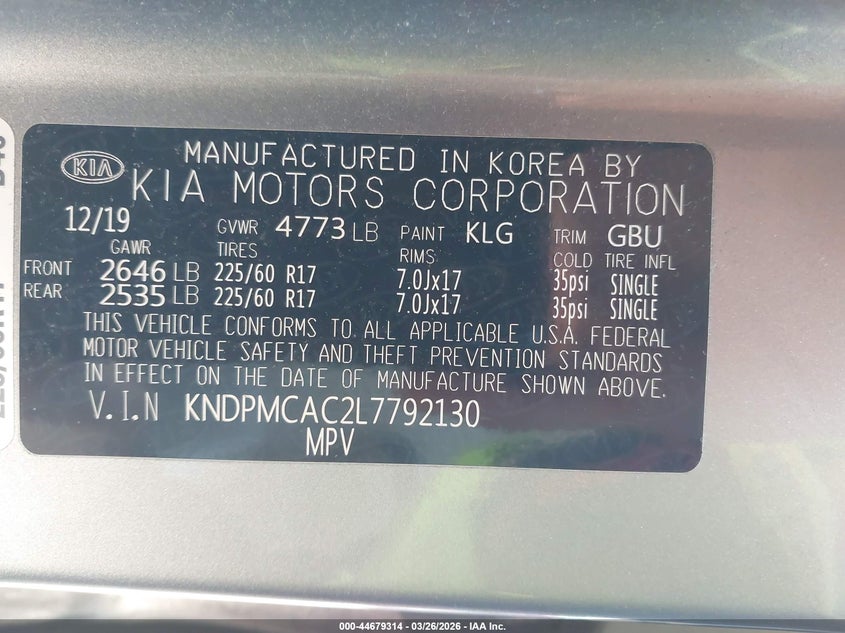 KIA
MANUFACTURED IN KOREA BY
KIA MOTORS CORPORATION
12/19 GVWR 4773 LB PAINT KLG TRIM GBU
GAWR TIRES RIMS COLD TIRE INFL
FRONT 2646 LB 225/60 R17 7.0Jx17 35psi SINGLE
REAR 2535 LB 225/60 R17 7.0Jx17 35psi SINGLE
THIS VEHICLE CONFORMS TO ALL APPLICABLE U.S.A. FEDERAL
MOTOR VEHICLE SAFETY AND THEFT PREVENTION STANDARDS
IN EFFECT ON THE DATE OF MANUFACTURE SHOWN ABOVE.
V.I.N KNDPMCAC2L7792130
MPV
000-44679314 - 03/26/2026 - IAA Inc.